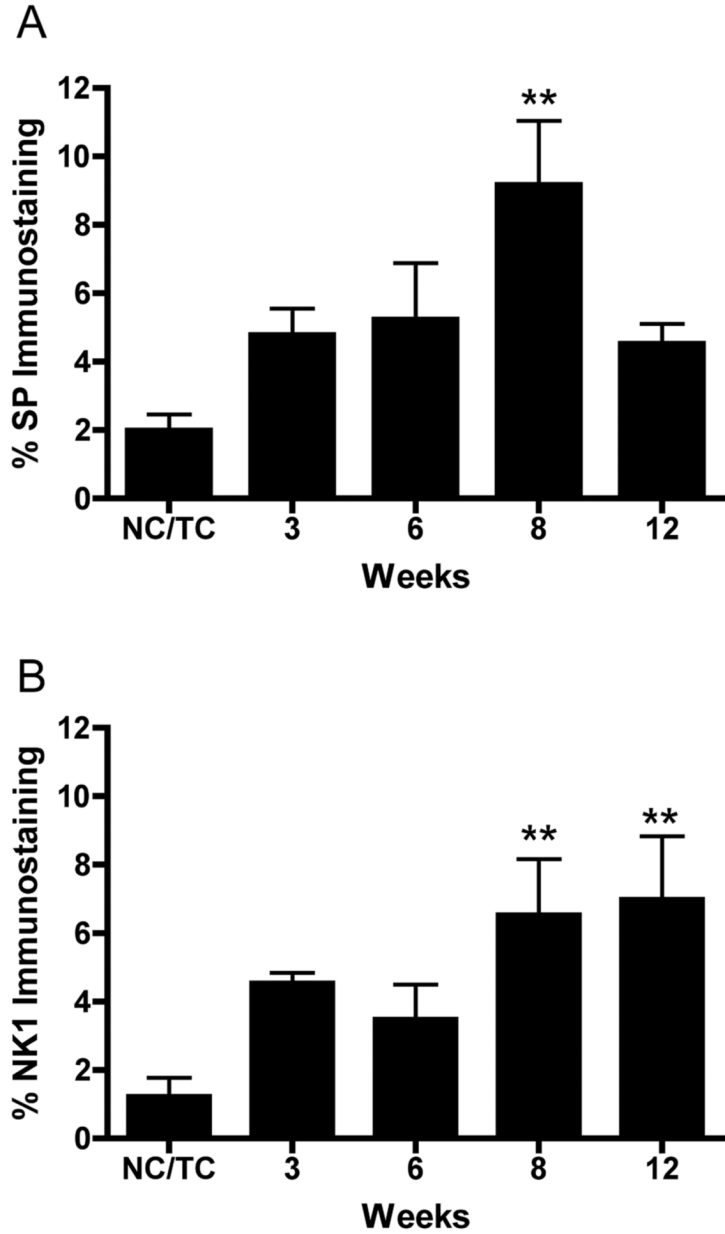 A
% SP Immunostaining
12
10
8
6
4
2
0
**
NC/TC 3 6 8 12
Weeks
B
% NK1 Immunostaining
12
10
8
6
4
2
0
** **
NC/TC 3 6 8 12
Weeks